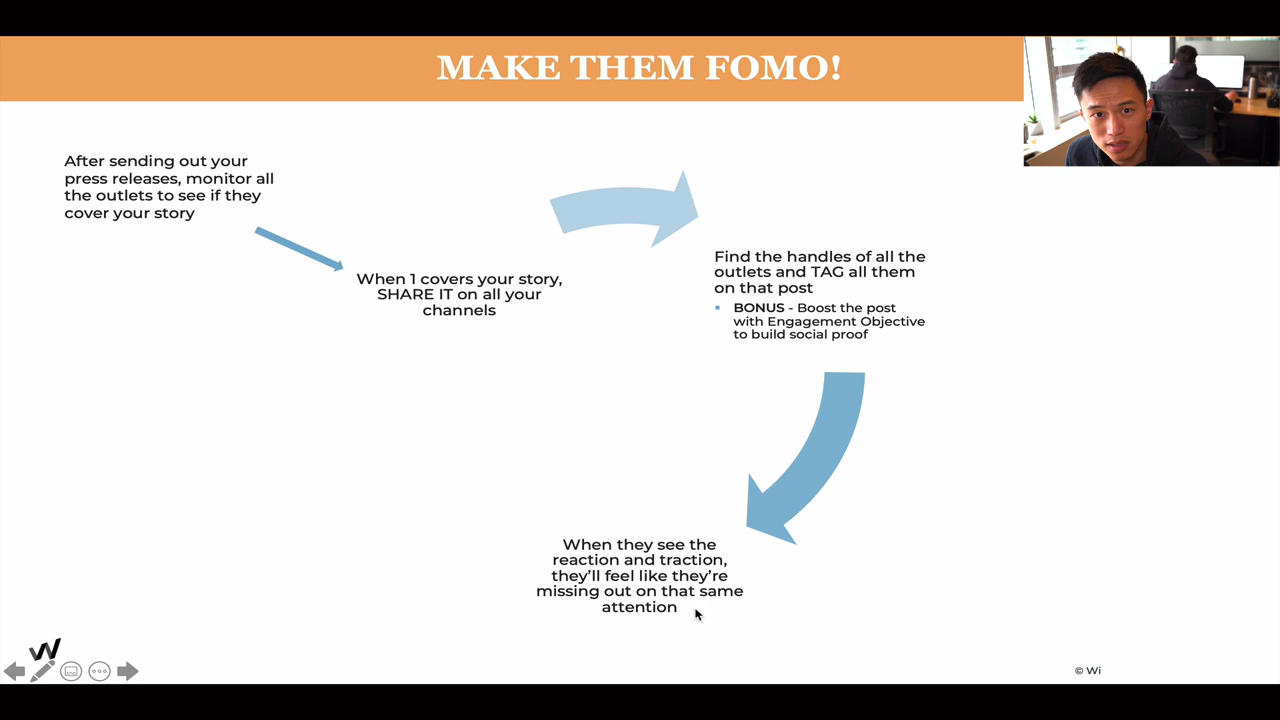 MAKE THEM FOMO!
After sending out your
press releases, monitor all
the outlets to see if they
cover your story
When 1 covers your story,
SHARE IT on all your
channels
Find the handles of all the
outlets and TAG all them
on that post
BONUS - Boost the post
with Engagement Objective
to build social proof
When they see the
reaction and traction,
they'll feel like they're
missing out on that same
attention
W
© Wi